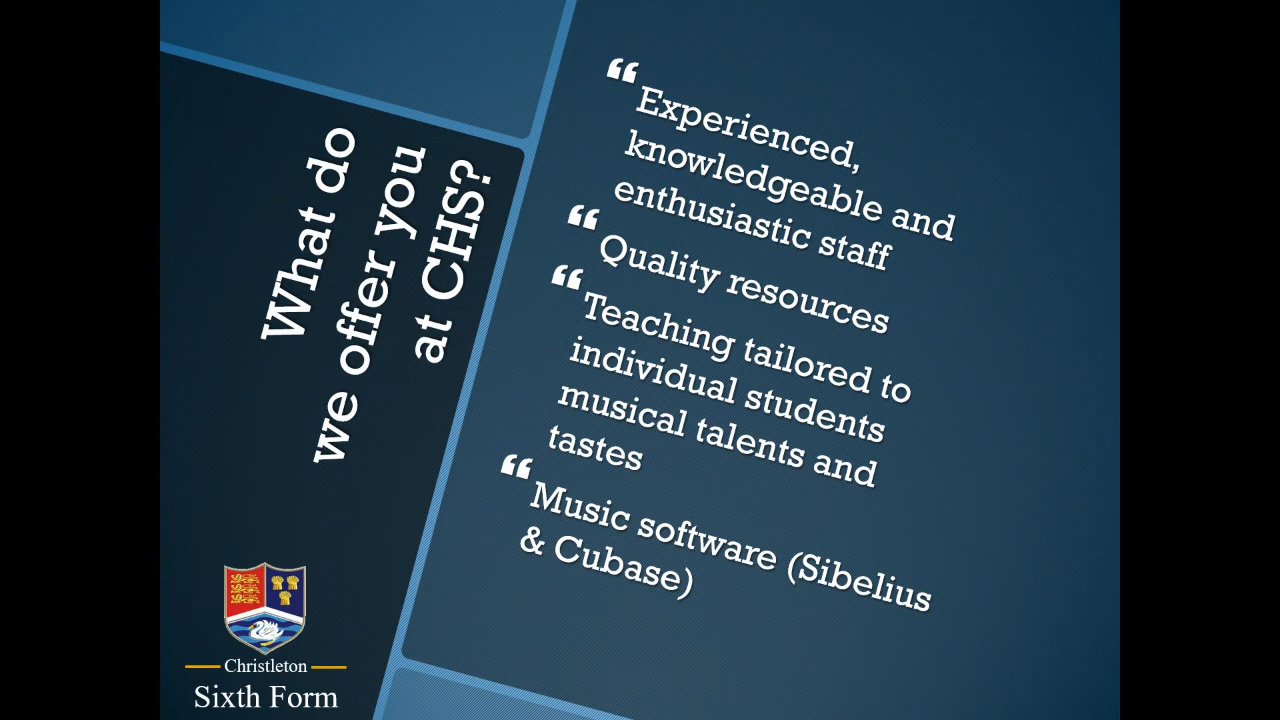 What do
we offer you
at CHS?
“Experienced,
knowledgeable and
enthusiastic staff
“Quality resources
“Teaching tailored to
individual students
musical talents and
tastes
“Music software (Sibelius
& Cubase)
Christleton
Sixth Form